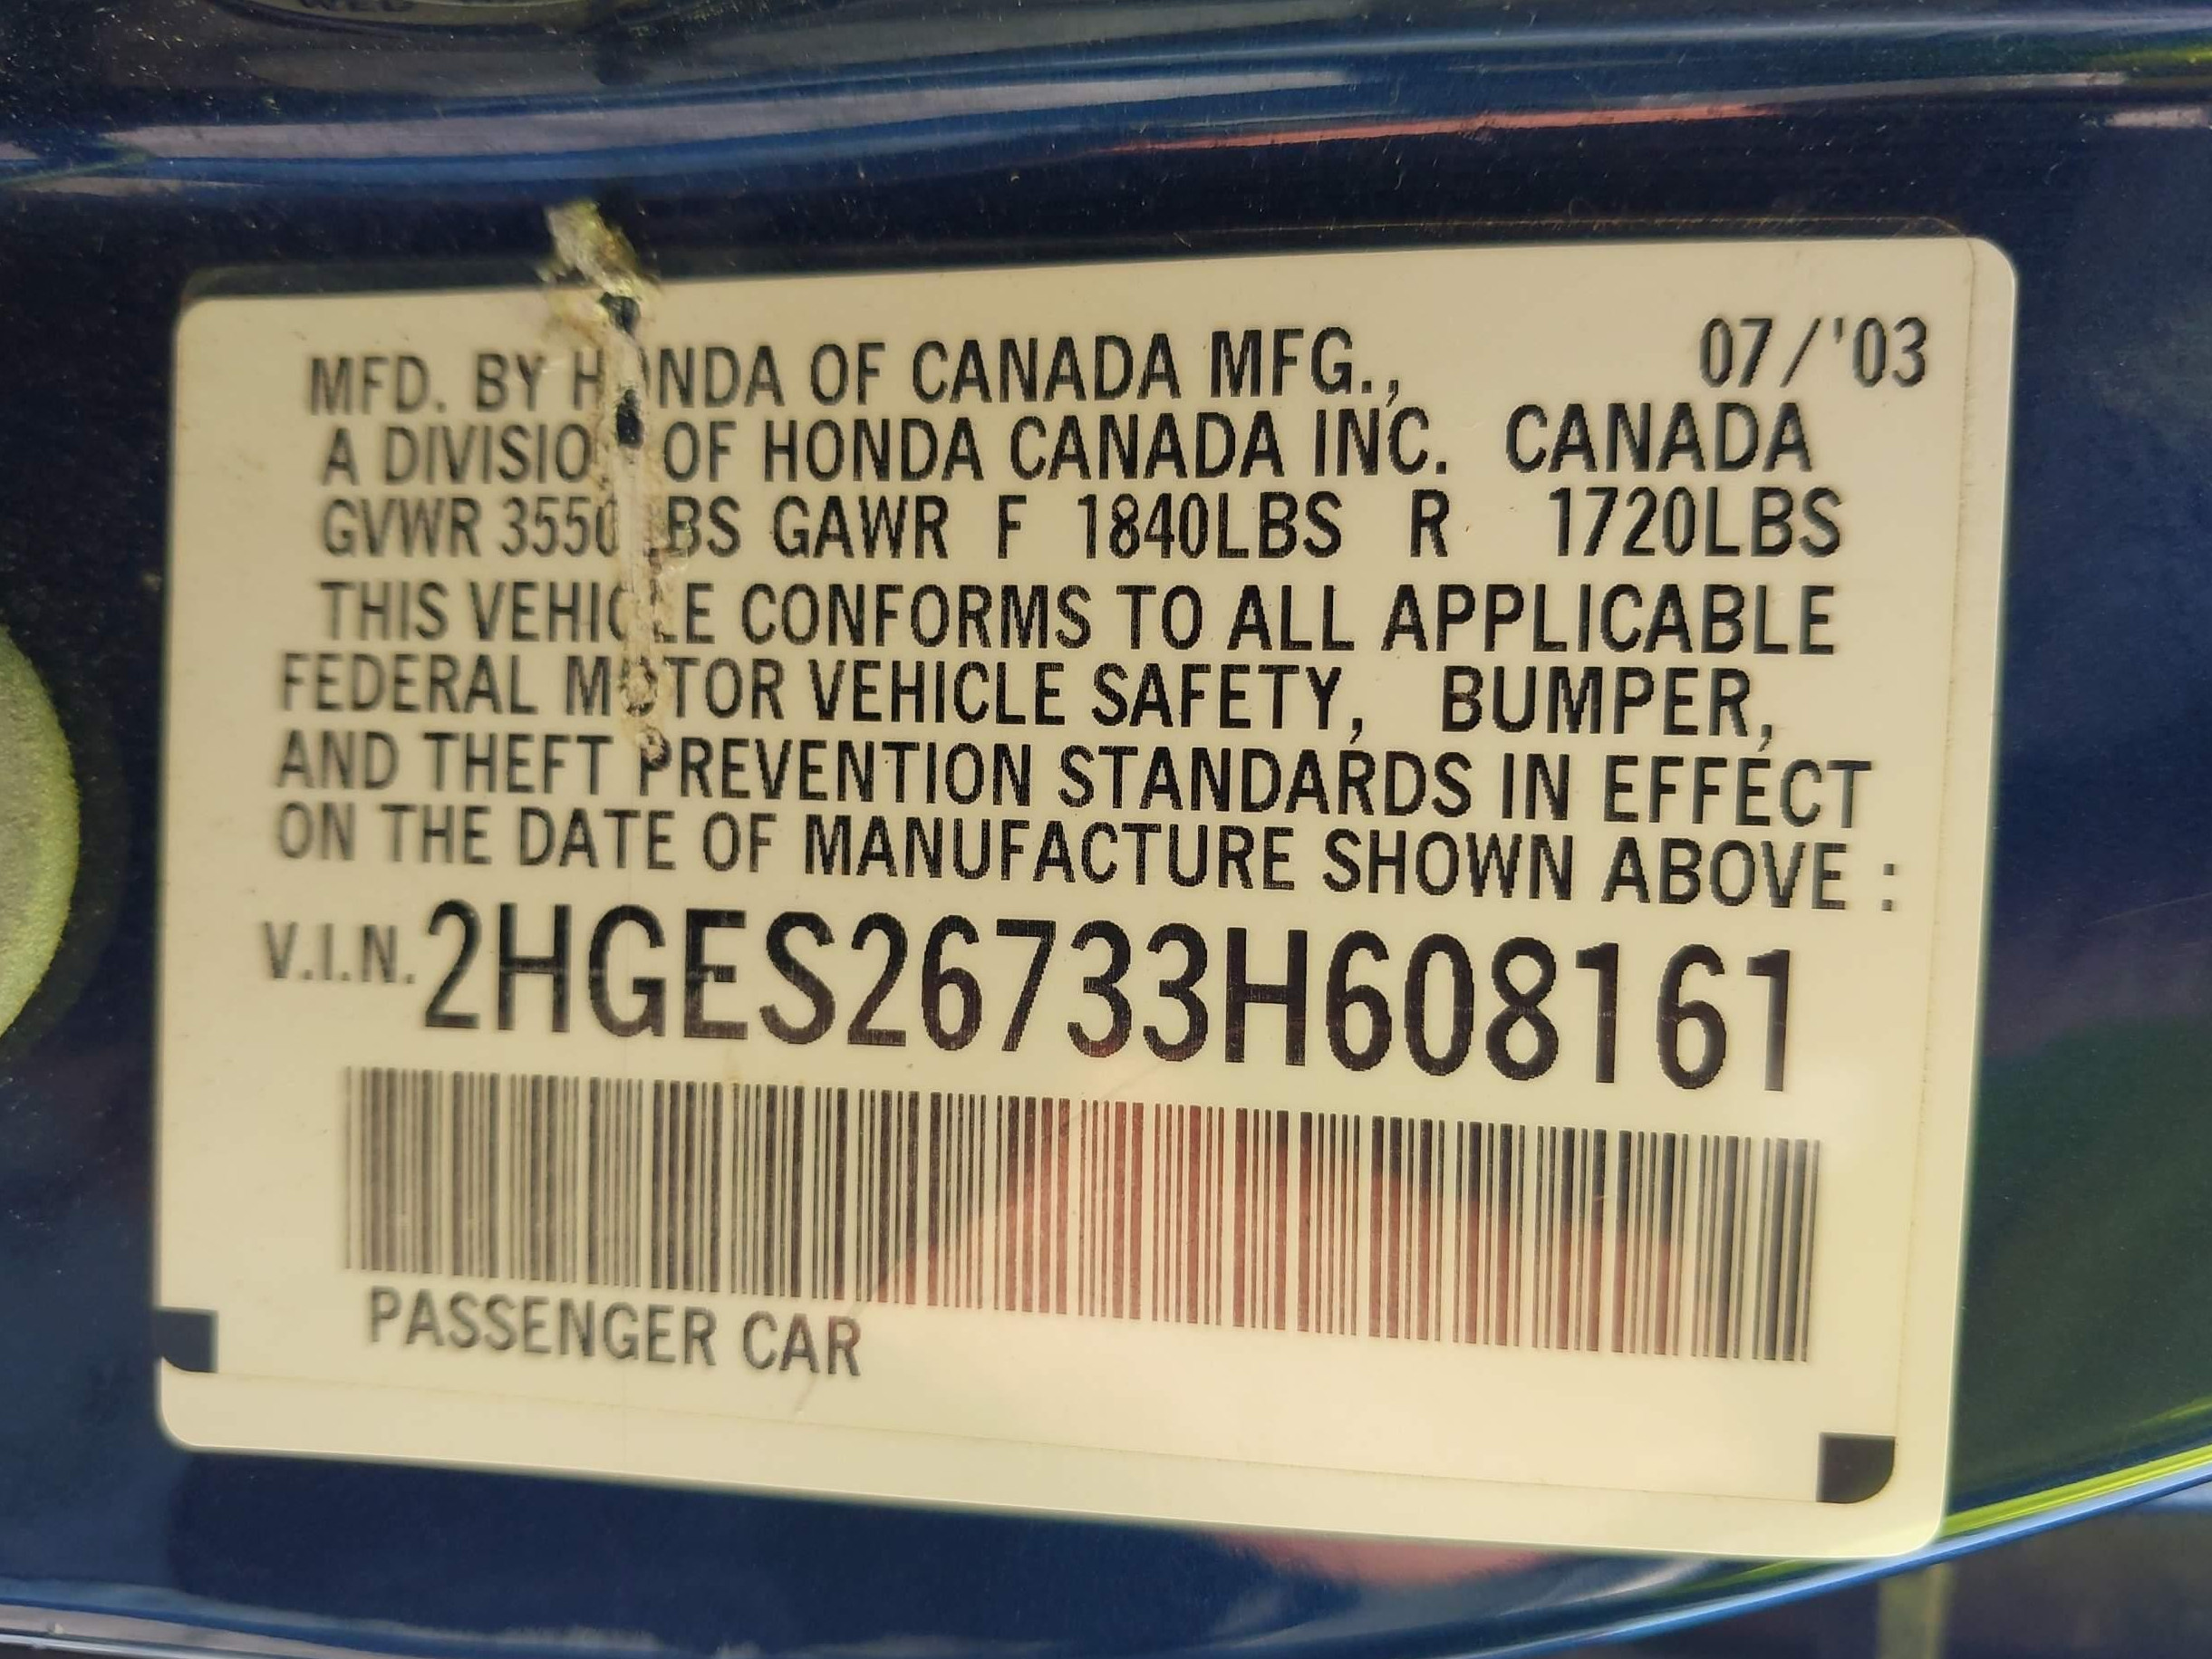 MFD. BY HONDA OF CANADA MFG., 07/'03
A DIVISION OF HONDA CANADA INC. CANADA
GVWR 3550LBS GAWR F 1840LBS R 1720LBS
THIS VEHICLE CONFORMS TO ALL APPLICABLE
FEDERAL MOTOR VEHICLE SAFETY, BUMPER,
AND THEFT PREVENTION STANDARDS IN EFFECT
ON THE DATE OF MANUFACTURE SHOWN ABOVE :
V.I.N. 2HGES26733H608161
PASSENGER CAR